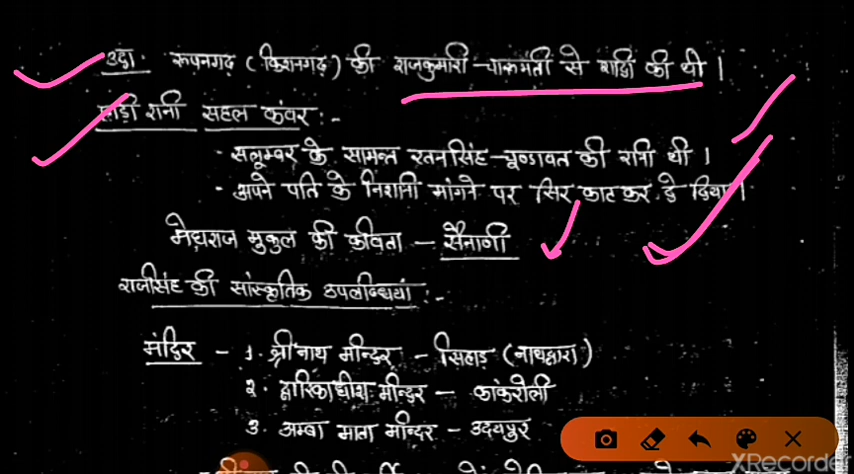 उदा. रूपनगढ़ (किशनगढ़) की राजकुमारी चारुमती से शादी की थी।
हाड़ी रानी सहल कंवर :-
· सलूम्बर के सामन्त रतनसिंह चूण्डावत की रानी थी।
· अपने पति के निशानी मांगने पर सिर काट कर दे दिया।
मेघराज मुकुल की कविता – सैनाणी
राजसिंह की सांस्कृतिक उपलब्धियां :-
मंदिर – 1. श्रीनाथ मन्दिर – सिहाड़ (नाथद्वारा)
2. द्वारिकाधीश मन्दिर – कांकरोली
3. अम्बा माता मन्दिर – उदयपुर
XRecorder